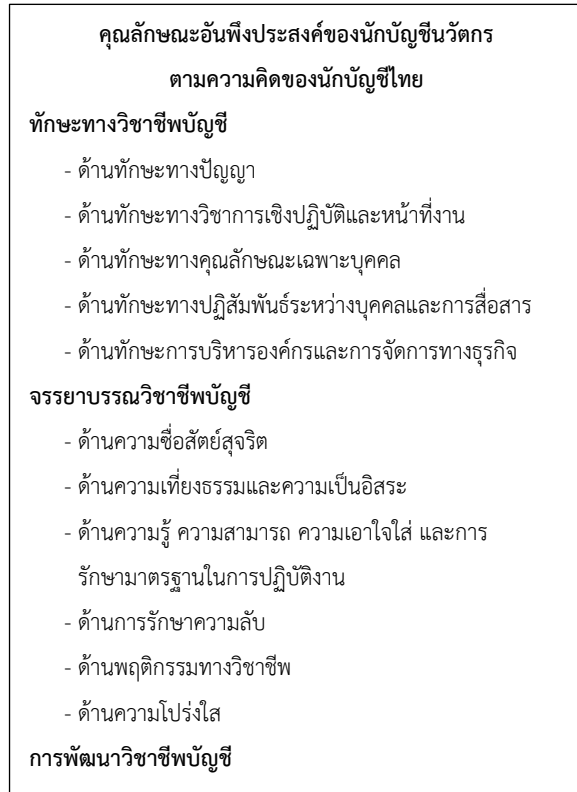 คุณลักษณะอันพึงประสงค์ของนักบัญชีนวัตกร
ตามความคิดของนักบัญชีไทย
ทักษะทางวิชาชีพบัญชี
- ด้านทักษะทางปัญญา
- ด้านทักษะทางวิชาการเชิงปฏิบัติและหน้าที่งาน
- ด้านทักษะทางคุณลักษณะเฉพาะบุคคล
- ด้านทักษะทางปฏิสัมพันธ์ระหว่างบุคคลและการสื่อสาร
- ด้านทักษะการบริหารองค์กรและการจัดการทางธุรกิจ
จรรยาบรรณวิชาชีพบัญชี
- ด้านความซื่อสัตย์สุจริต
- ด้านความเที่ยงธรรมและความเป็นอิสระ
- ด้านความรู้ ความสามารถ ความเอาใจใส่ และการ
รักษามาตรฐานในการปฏิบัติงาน
- ด้านการรักษาความลับ
- ด้านพฤติกรรมทางวิชาชีพ
- ด้านความโปร่งใส
การพัฒนาวิชาชีพบัญชี